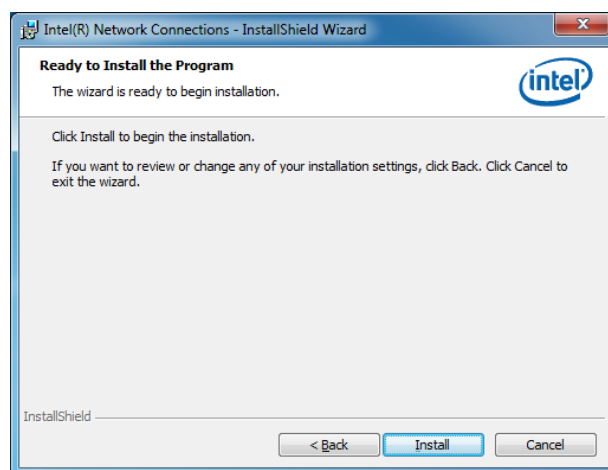 Intel(R) Network Connections - InstallShield Wizard
Ready to Install the Program
The wizard is ready to begin installation.
intel
Click Install to begin the installation.
If you want to review or change any of your installation settings, click Back. Click Cancel to
exit the wizard.
InstallShield
< Back
Install
Cancel